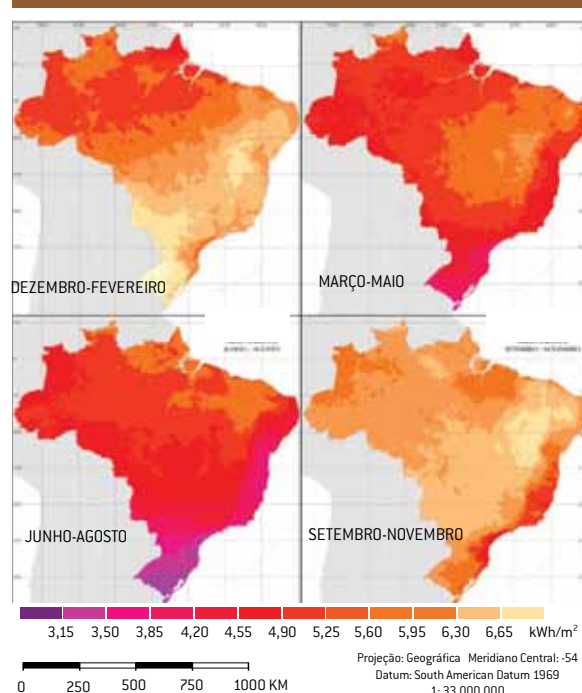 DEZEMBRO-FEVEREIRO
MARÇO-MAIO
JUNHO-AGOSTO
SETEMBRO-NOVEMBRO
3,15 3,50 3,85 4,20 4,55 4,90 5,25 5,60 5,95 6,30 6,65 kWh/m²
Projeção: Geográfica Meridiano Central: -54
Datum: South American Datum 1969
1: 33.000.000
0 250 500 750 1000 KM